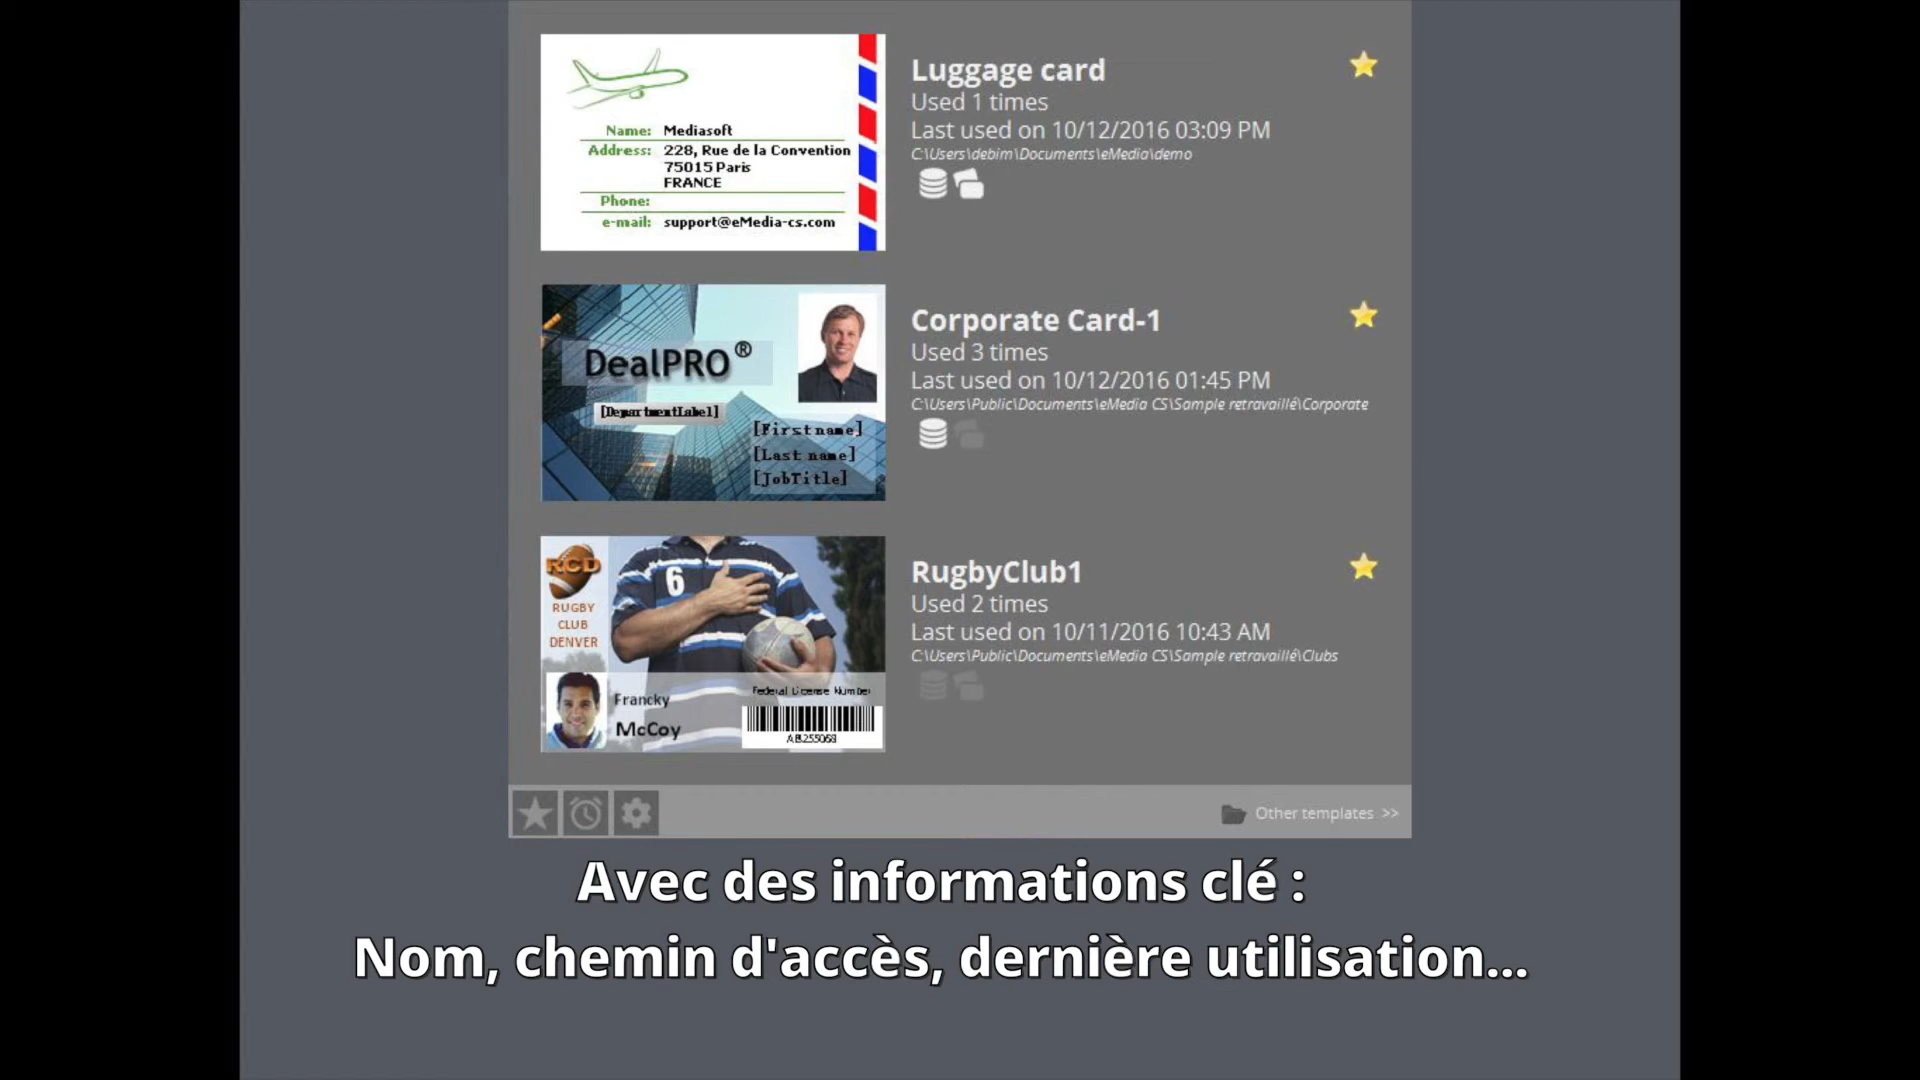 Name: Mediasoft
Address: 228, Rue de la Convention
75015 Paris
FRANCE
Phone:
e-mail: support@eMedia-cs.com
Luggage card
Used 1 times
Last used on 10/12/2016 03:09 PM
C:\Users\debim\Documents\eMedia\demo
DealPRO®
[DepartmentLabel]
[Firstname]
[Last name]
[JobTitle]
Corporate Card-1
Used 3 times
Last used on 10/12/2016 01:45 PM
C:\Users\Public\Documents\eMedia CS\Sample retravaillé\Corporate
RCD
RUGBY
CLUB
DENVER
6
Francky
McCoy
Federal License Number
AB255068
RugbyClub1
Used 2 times
Last used on 10/11/2016 10:43 AM
C:\Users\Public\Documents\eMedia CS\Sample retravaillé\Clubs
Other templates >>
Avec des informations clé :
Nom, chemin d'accès, dernière utilisation...